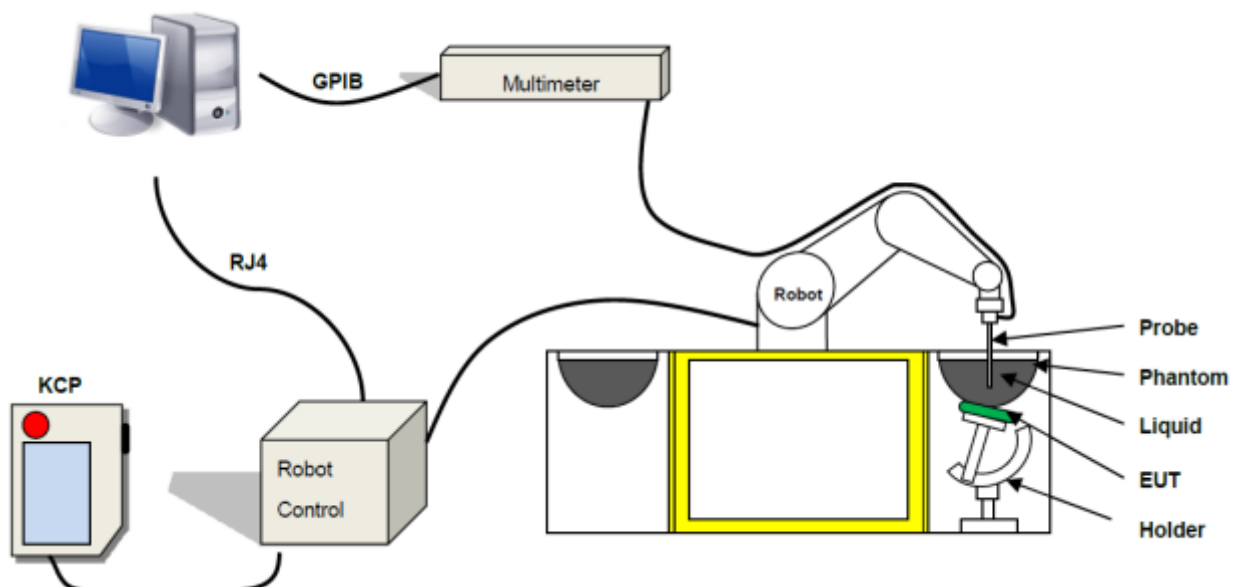 GPIB
Multimeter
RJ4
Robot
Probe
Phantom
KCP
Liquid
Robot
Control
EUT
Holder